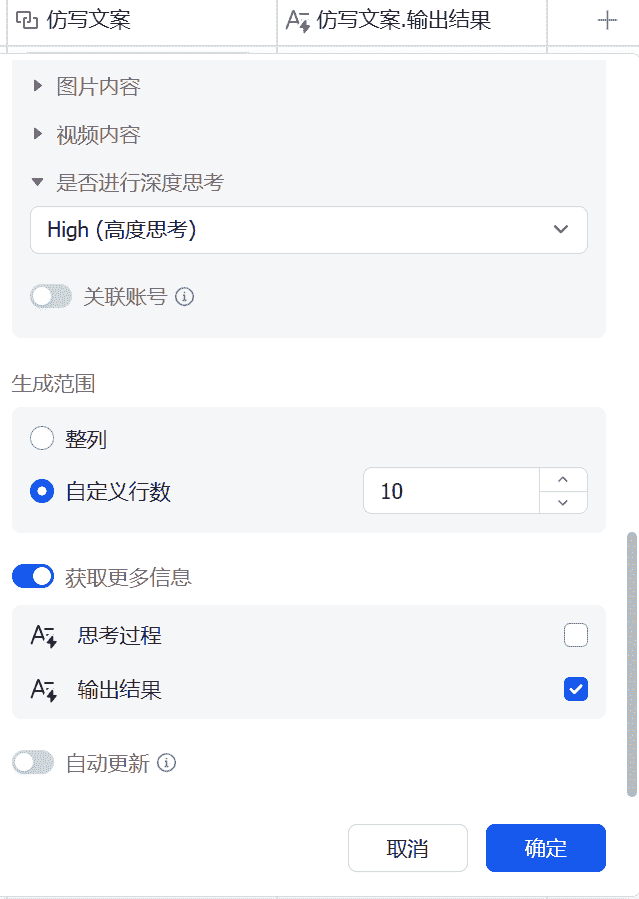 仿写文案
仿写文案.输出结果
图片内容
视频内容
是否进行深度思考
High (高度思考)
关联账号
生成范围
整列
自定义行数
10
获取更多信息
思考过程
输出结果
自动更新
取消
确定